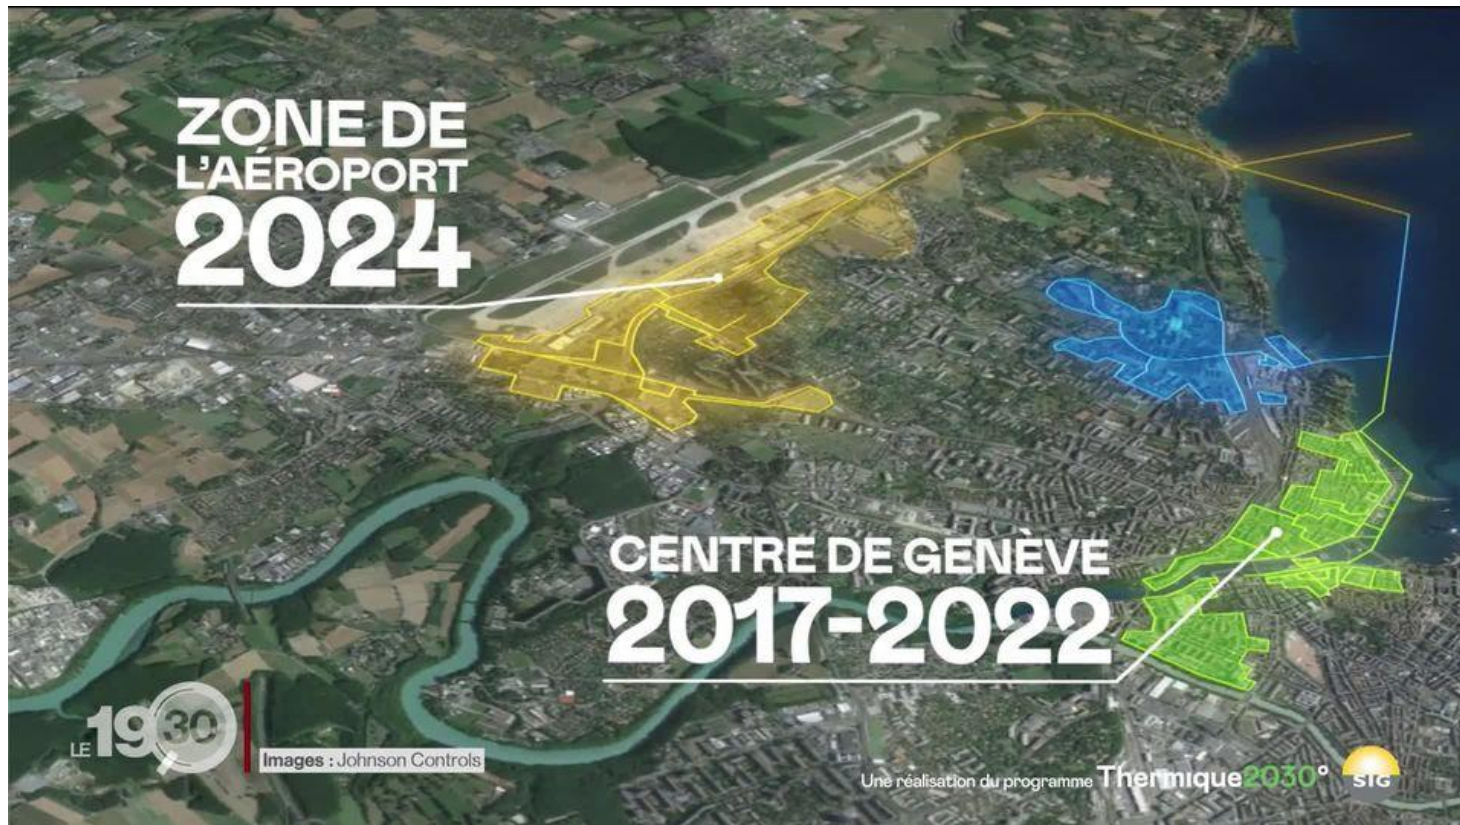 ZONE DE
L'AÉROPORT
2024
CENTRE DE GENÈVE
2017-2022
LE 19 30
Images : Johnson Controls
Une réalisation du programme Thermique2030°
SIG